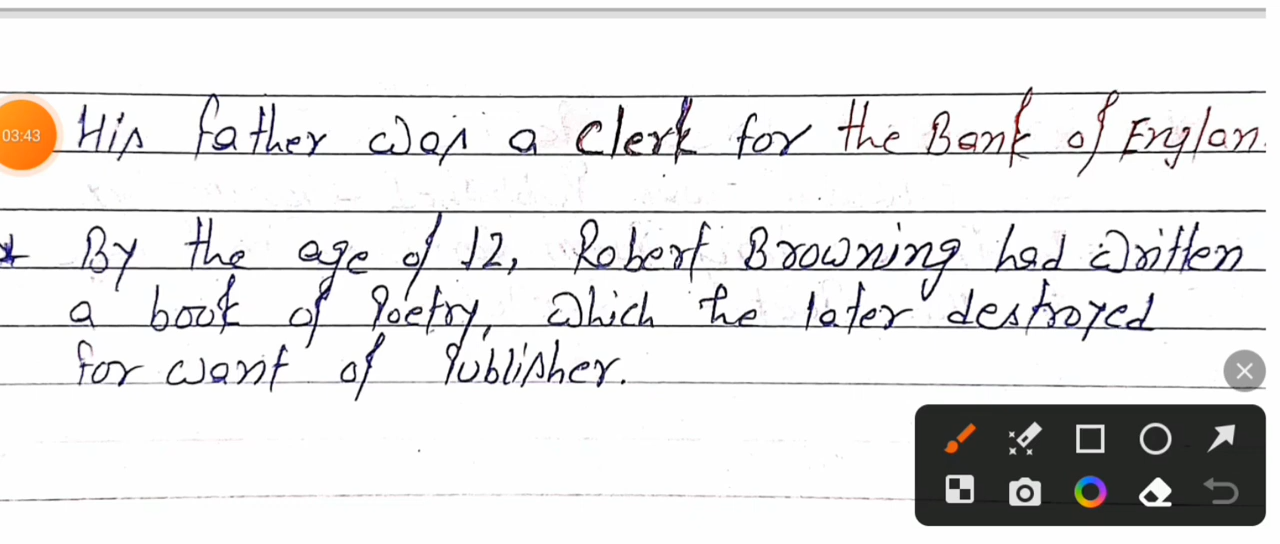 03:43
His father was a Clerk for the Bank of Englan
* By the age of 12, Robert Browning had written
a book of Poetry, which he later destroyed
for want of Publisher.